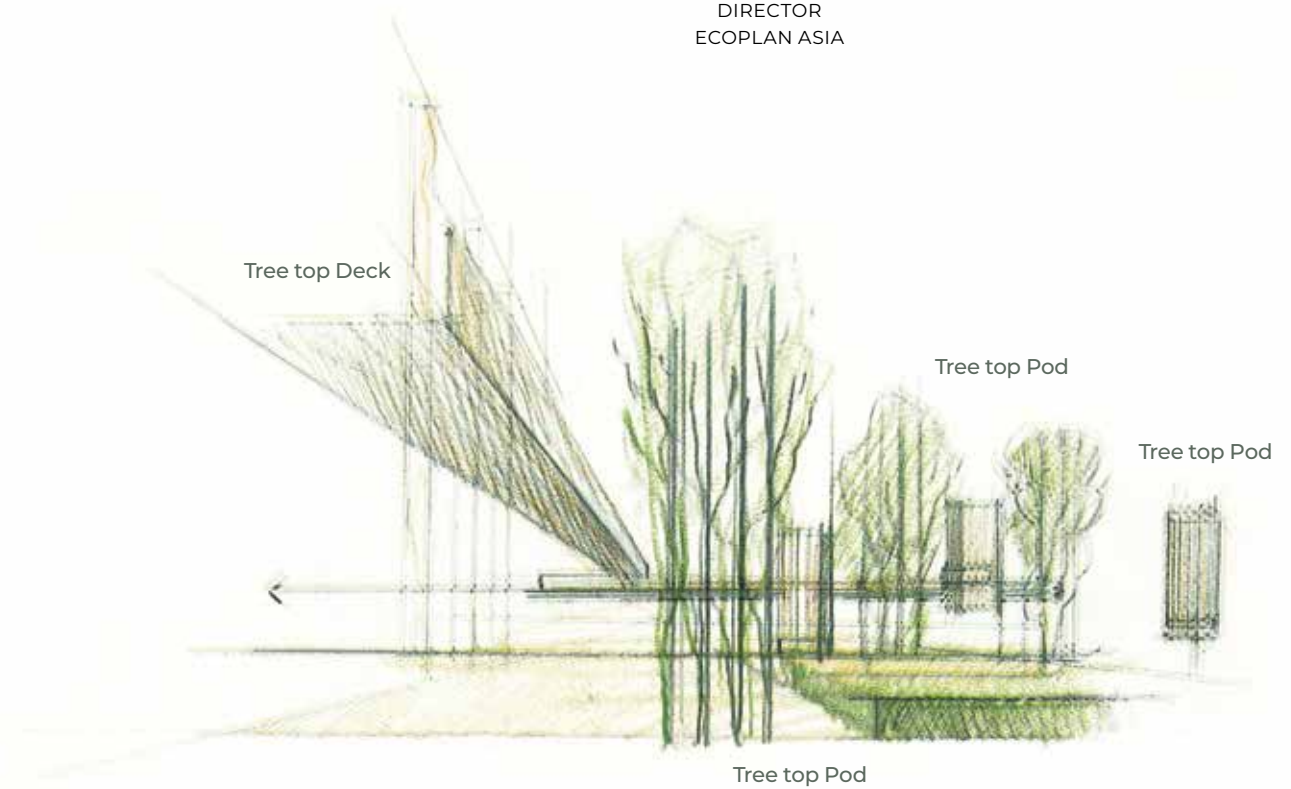 DIRECTOR
ECOPLAN ASIA
Tree top Deck
Tree top Pod
Tree top Pod
Tree top Pod